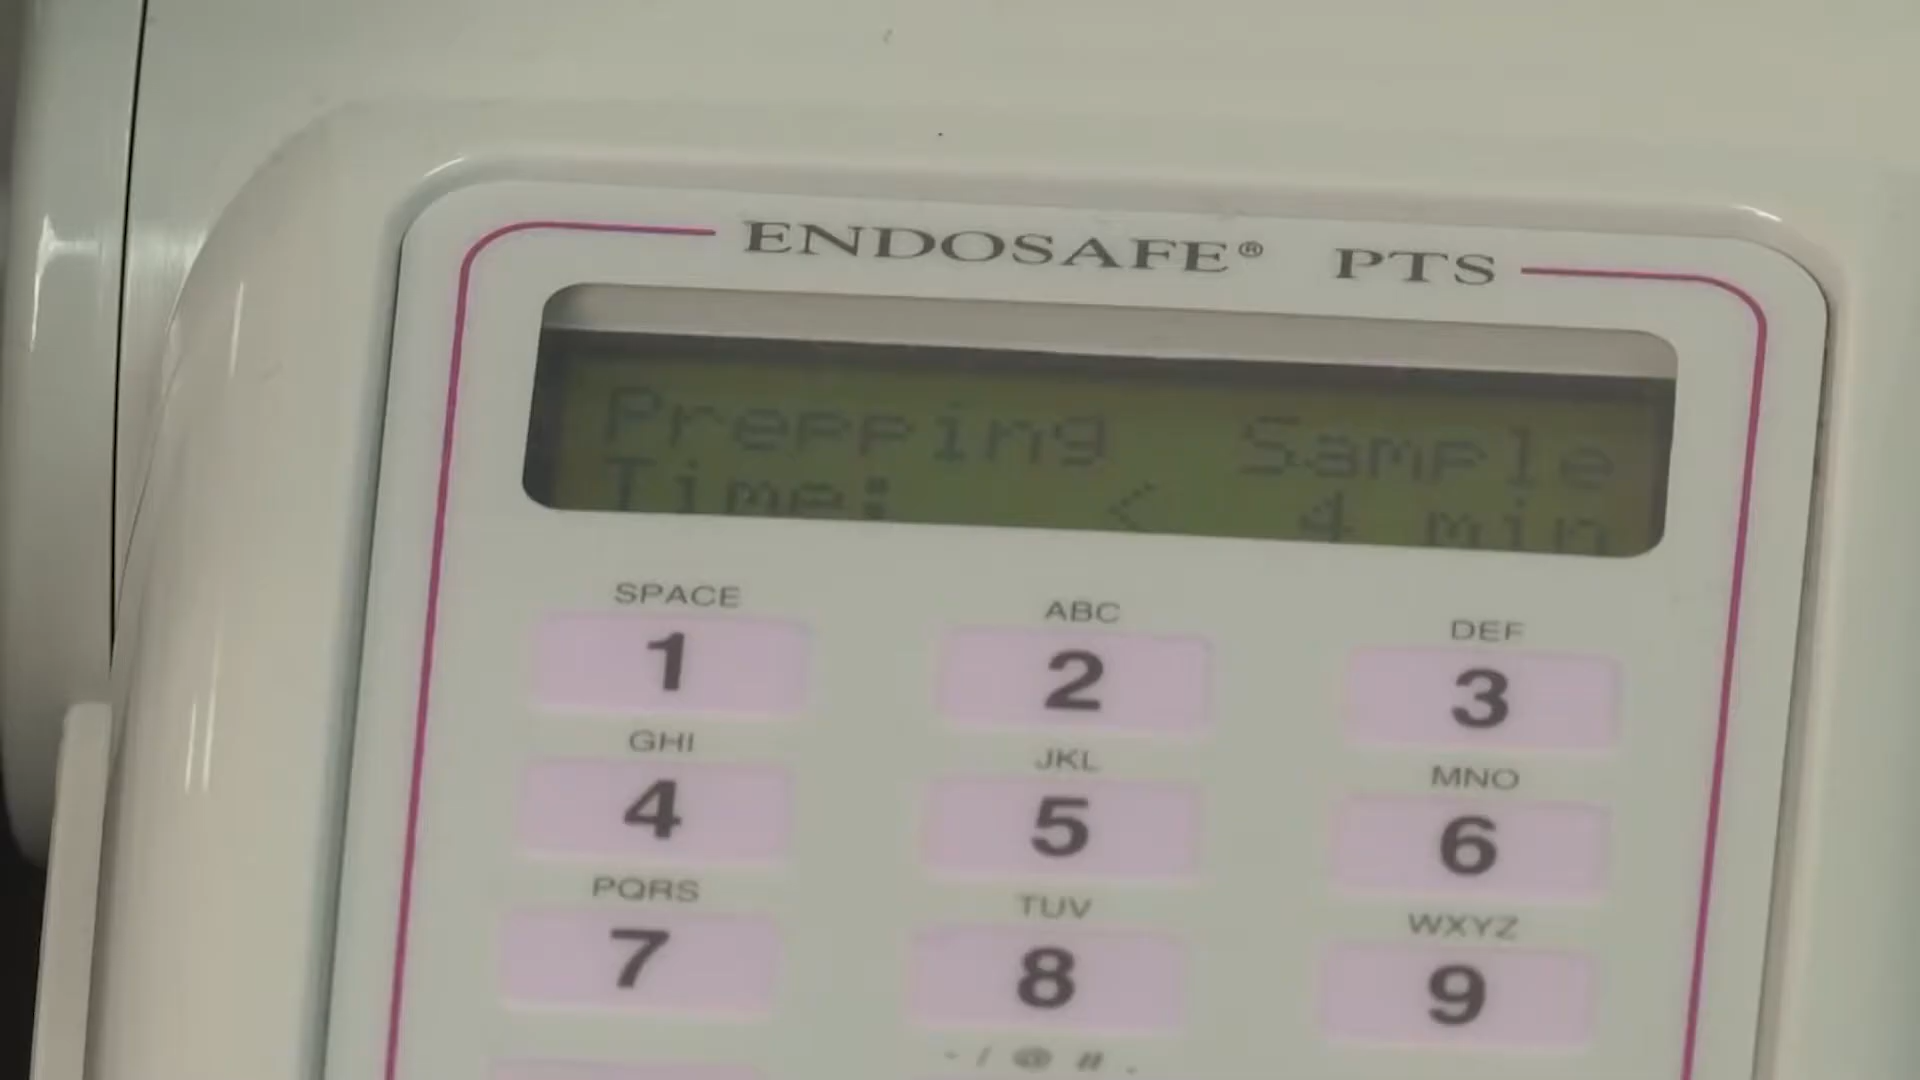 ENDOSAFE® PTS
Prepping Sample
Time: < 4 min
SPACE ABC DEF
1 2 3
GHI JKL MNO
4 5 6
PQRS TUV WXYZ
7 8 9
- / @ # .